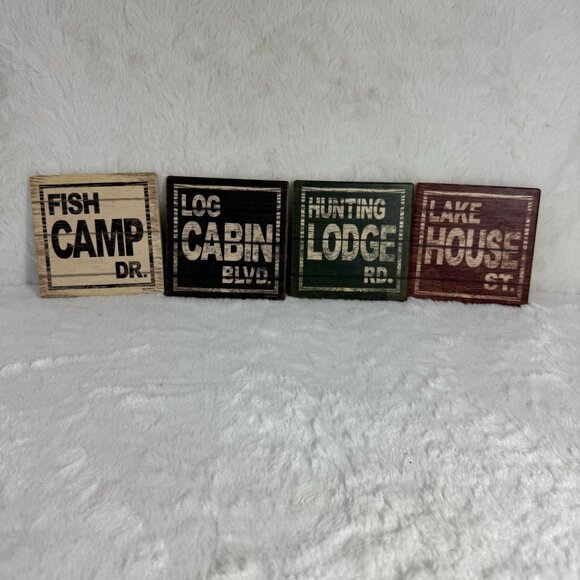 FISH
CAMP
DR.
LOG
CABIN
BLVD.
HUNTING
LODGE
RD.
LAKE
HOUSE
ST.